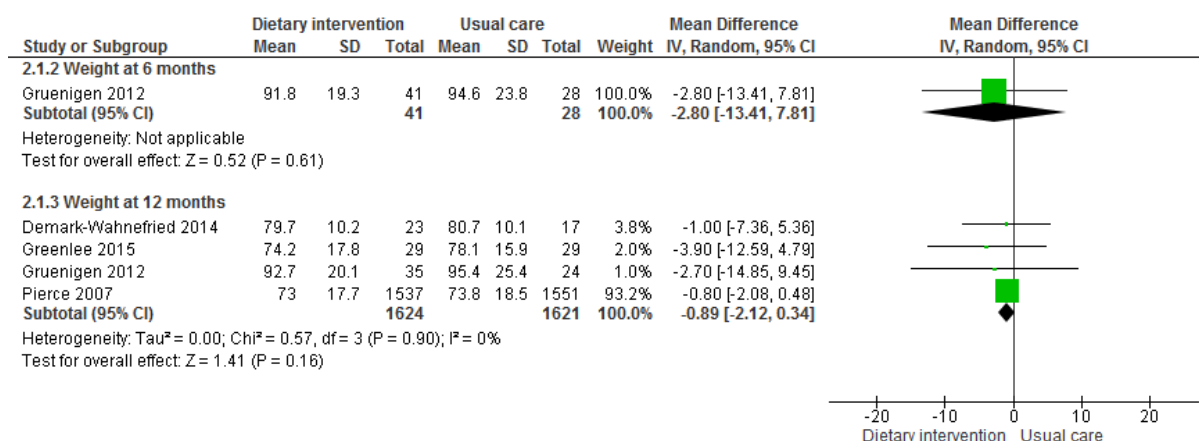 Dietary intervention Usual care Mean Difference Mean Difference
Study or Subgroup Mean SD Total Mean SD Total Weight IV, Random, 95% CI IV, Random, 95% CI
2.1.2 Weight at 6 months
Gruenigen 2012 91.8 19.3 41 94.6 23.8 28 100.0% -2.80 [-13.41, 7.81]
Subtotal (95% CI) 41 28 100.0% -2.80 [-13.41, 7.81]
Heterogeneity: Not applicable
Test for overall effect: Z = 0.52 (P = 0.61)
2.1.3 Weight at 12 months
Demark-Wahnefried 2014 79.7 10.2 23 80.7 10.1 17 3.8% -1.00 [-7.36, 5.36]
Greenlee 2015 74.2 17.8 29 78.1 15.9 29 2.0% -3.90 [-12.59, 4.79]
Gruenigen 2012 92.7 20.1 35 95.4 25.4 24 1.0% -2.70 [-14.85, 9.45]
Pierce 2007 73 17.7 1537 73.8 18.5 1551 93.2% -0.80 [-2.08, 0.48]
Subtotal (95% CI) 1624 1621 100.0% -0.89 [-2.12, 0.34]
Heterogeneity: Tau² = 0.00; Chi² = 0.57, df = 3 (P = 0.90); I² = 0%
Test for overall effect: Z = 1.41 (P = 0.16)
-20 -10 0 10 20
Dietary intervention Usual care